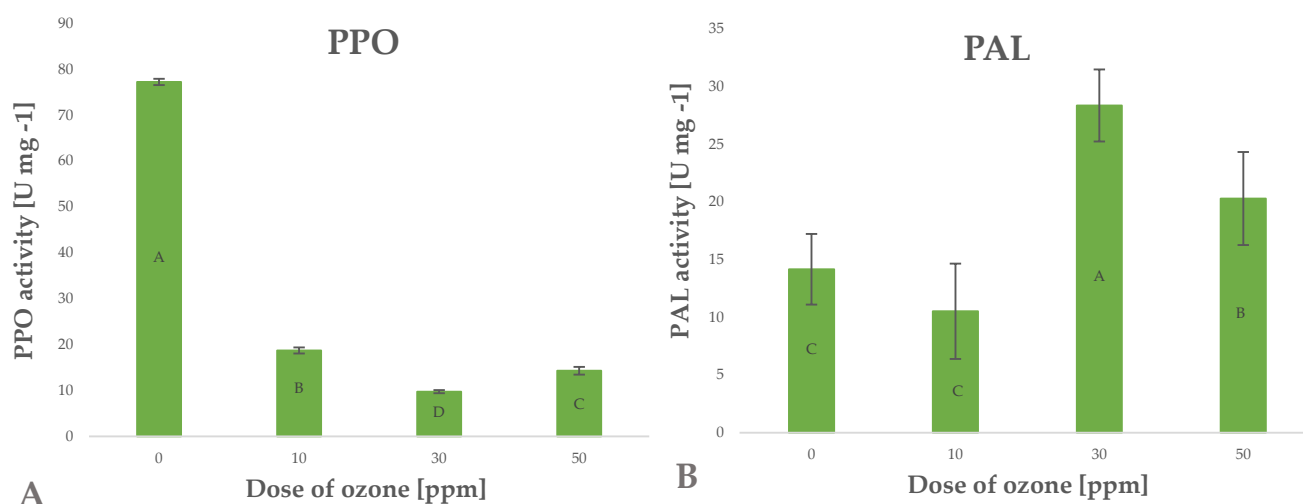 PPO
PPO activity [U mg -1]
90
80
70
60
50
40
30
20
10
0
A
B
D
C
0 10 30 50
Dose of ozone [ppm]
A
PAL
PAL activity [U mg -1]
35
30
25
20
15
10
5
0
C
C
A
B
0 10 30 50
Dose of ozone [ppm]
B